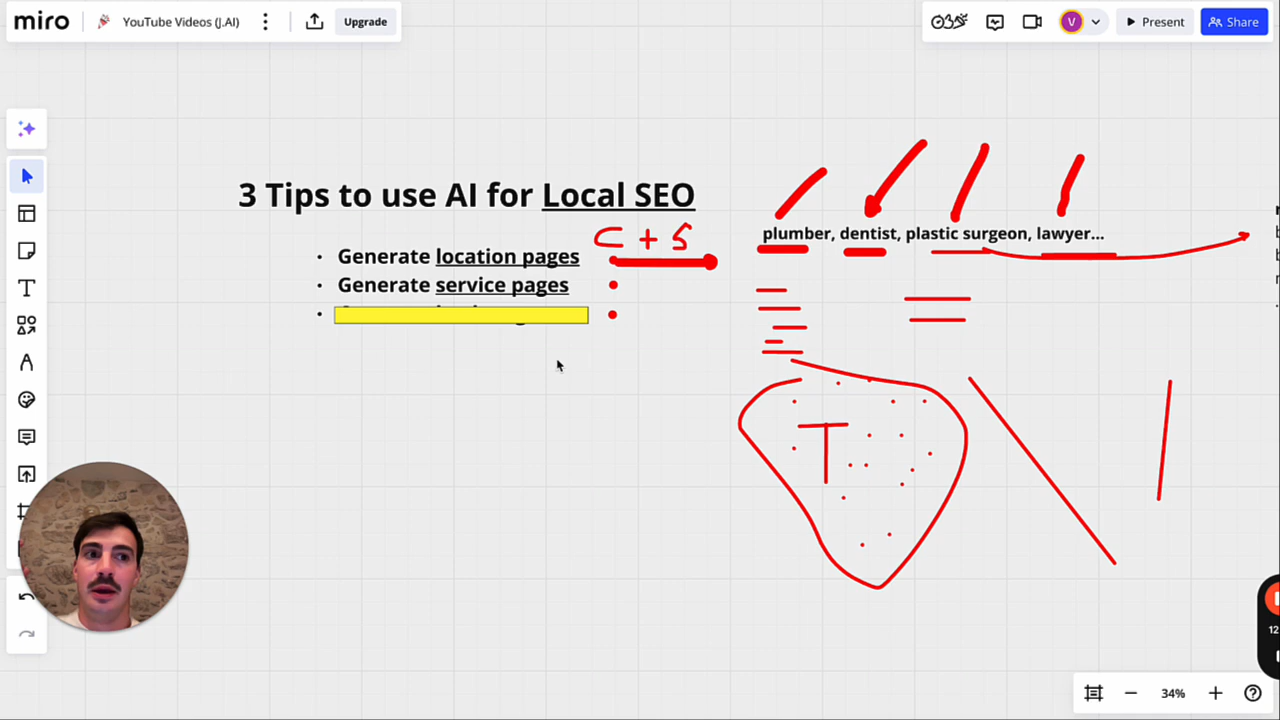 miro
YouTube Videos (J.AI)
Upgrade
V
Present
Share
3 Tips to use AI for Local SEO
C + S
plumber, dentist, plastic surgeon, lawyer...
· Generate location pages
· Generate service pages
T
12
34%